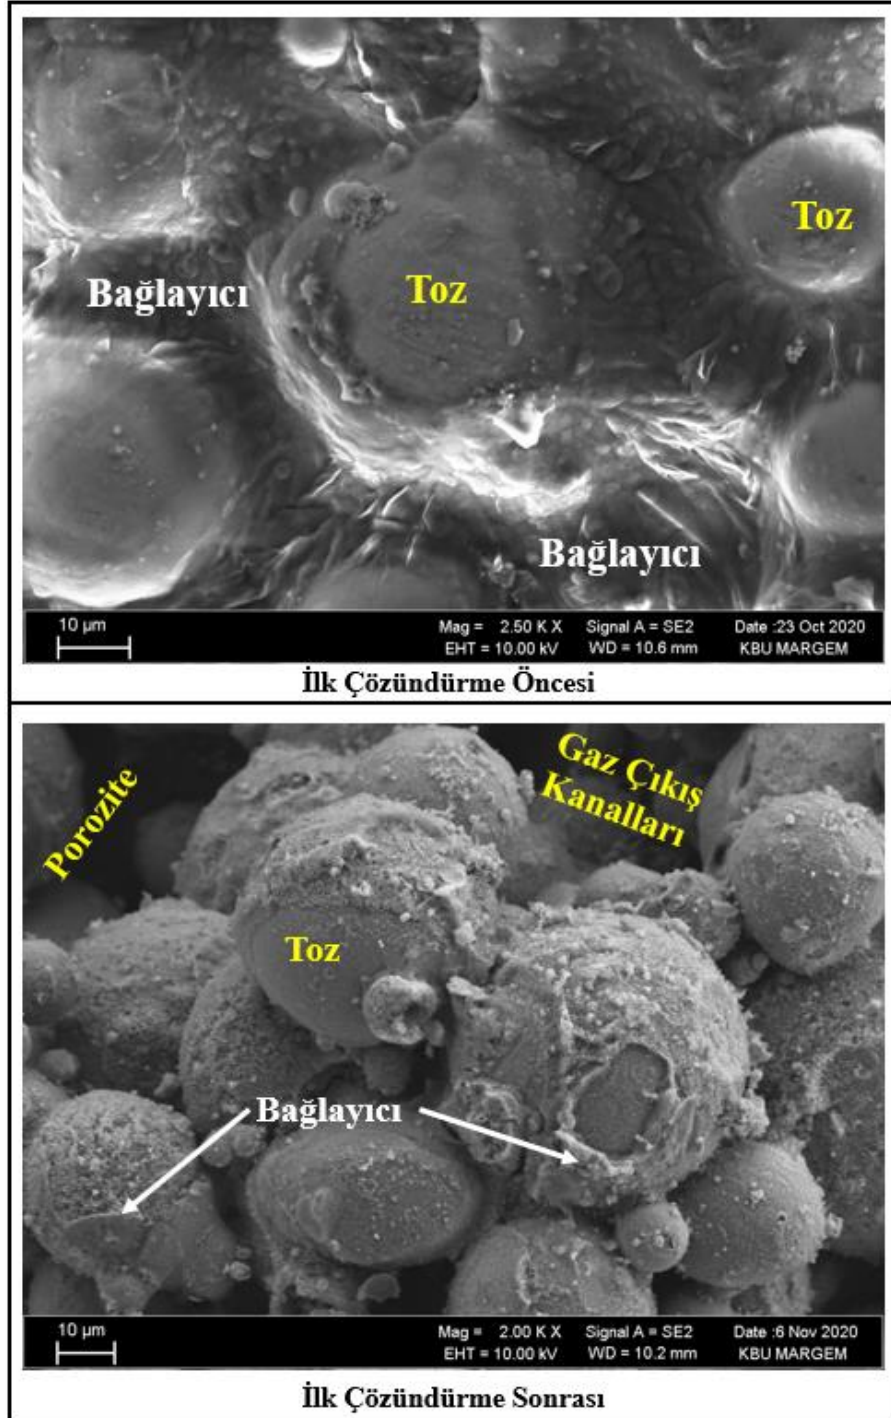 Toz
Toz
Bağlayıcı
Bağlayıcı
10 µm
Mag = 2.50 K X Signal A = SE2 Date :23 Oct 2020
EHT = 10.00 kV WD = 10.6 mm KBU MARGEM
İlk Çözündürme Öncesi
Porozite
Gaz Çıkış
Kanalları
Toz
Bağlayıcı
10 µm
Mag = 2.00 K X Signal A = SE2 Date :6 Nov 2020
EHT = 10.00 kV WD = 10.2 mm KBU MARGEM
İlk Çözündürme Sonrası